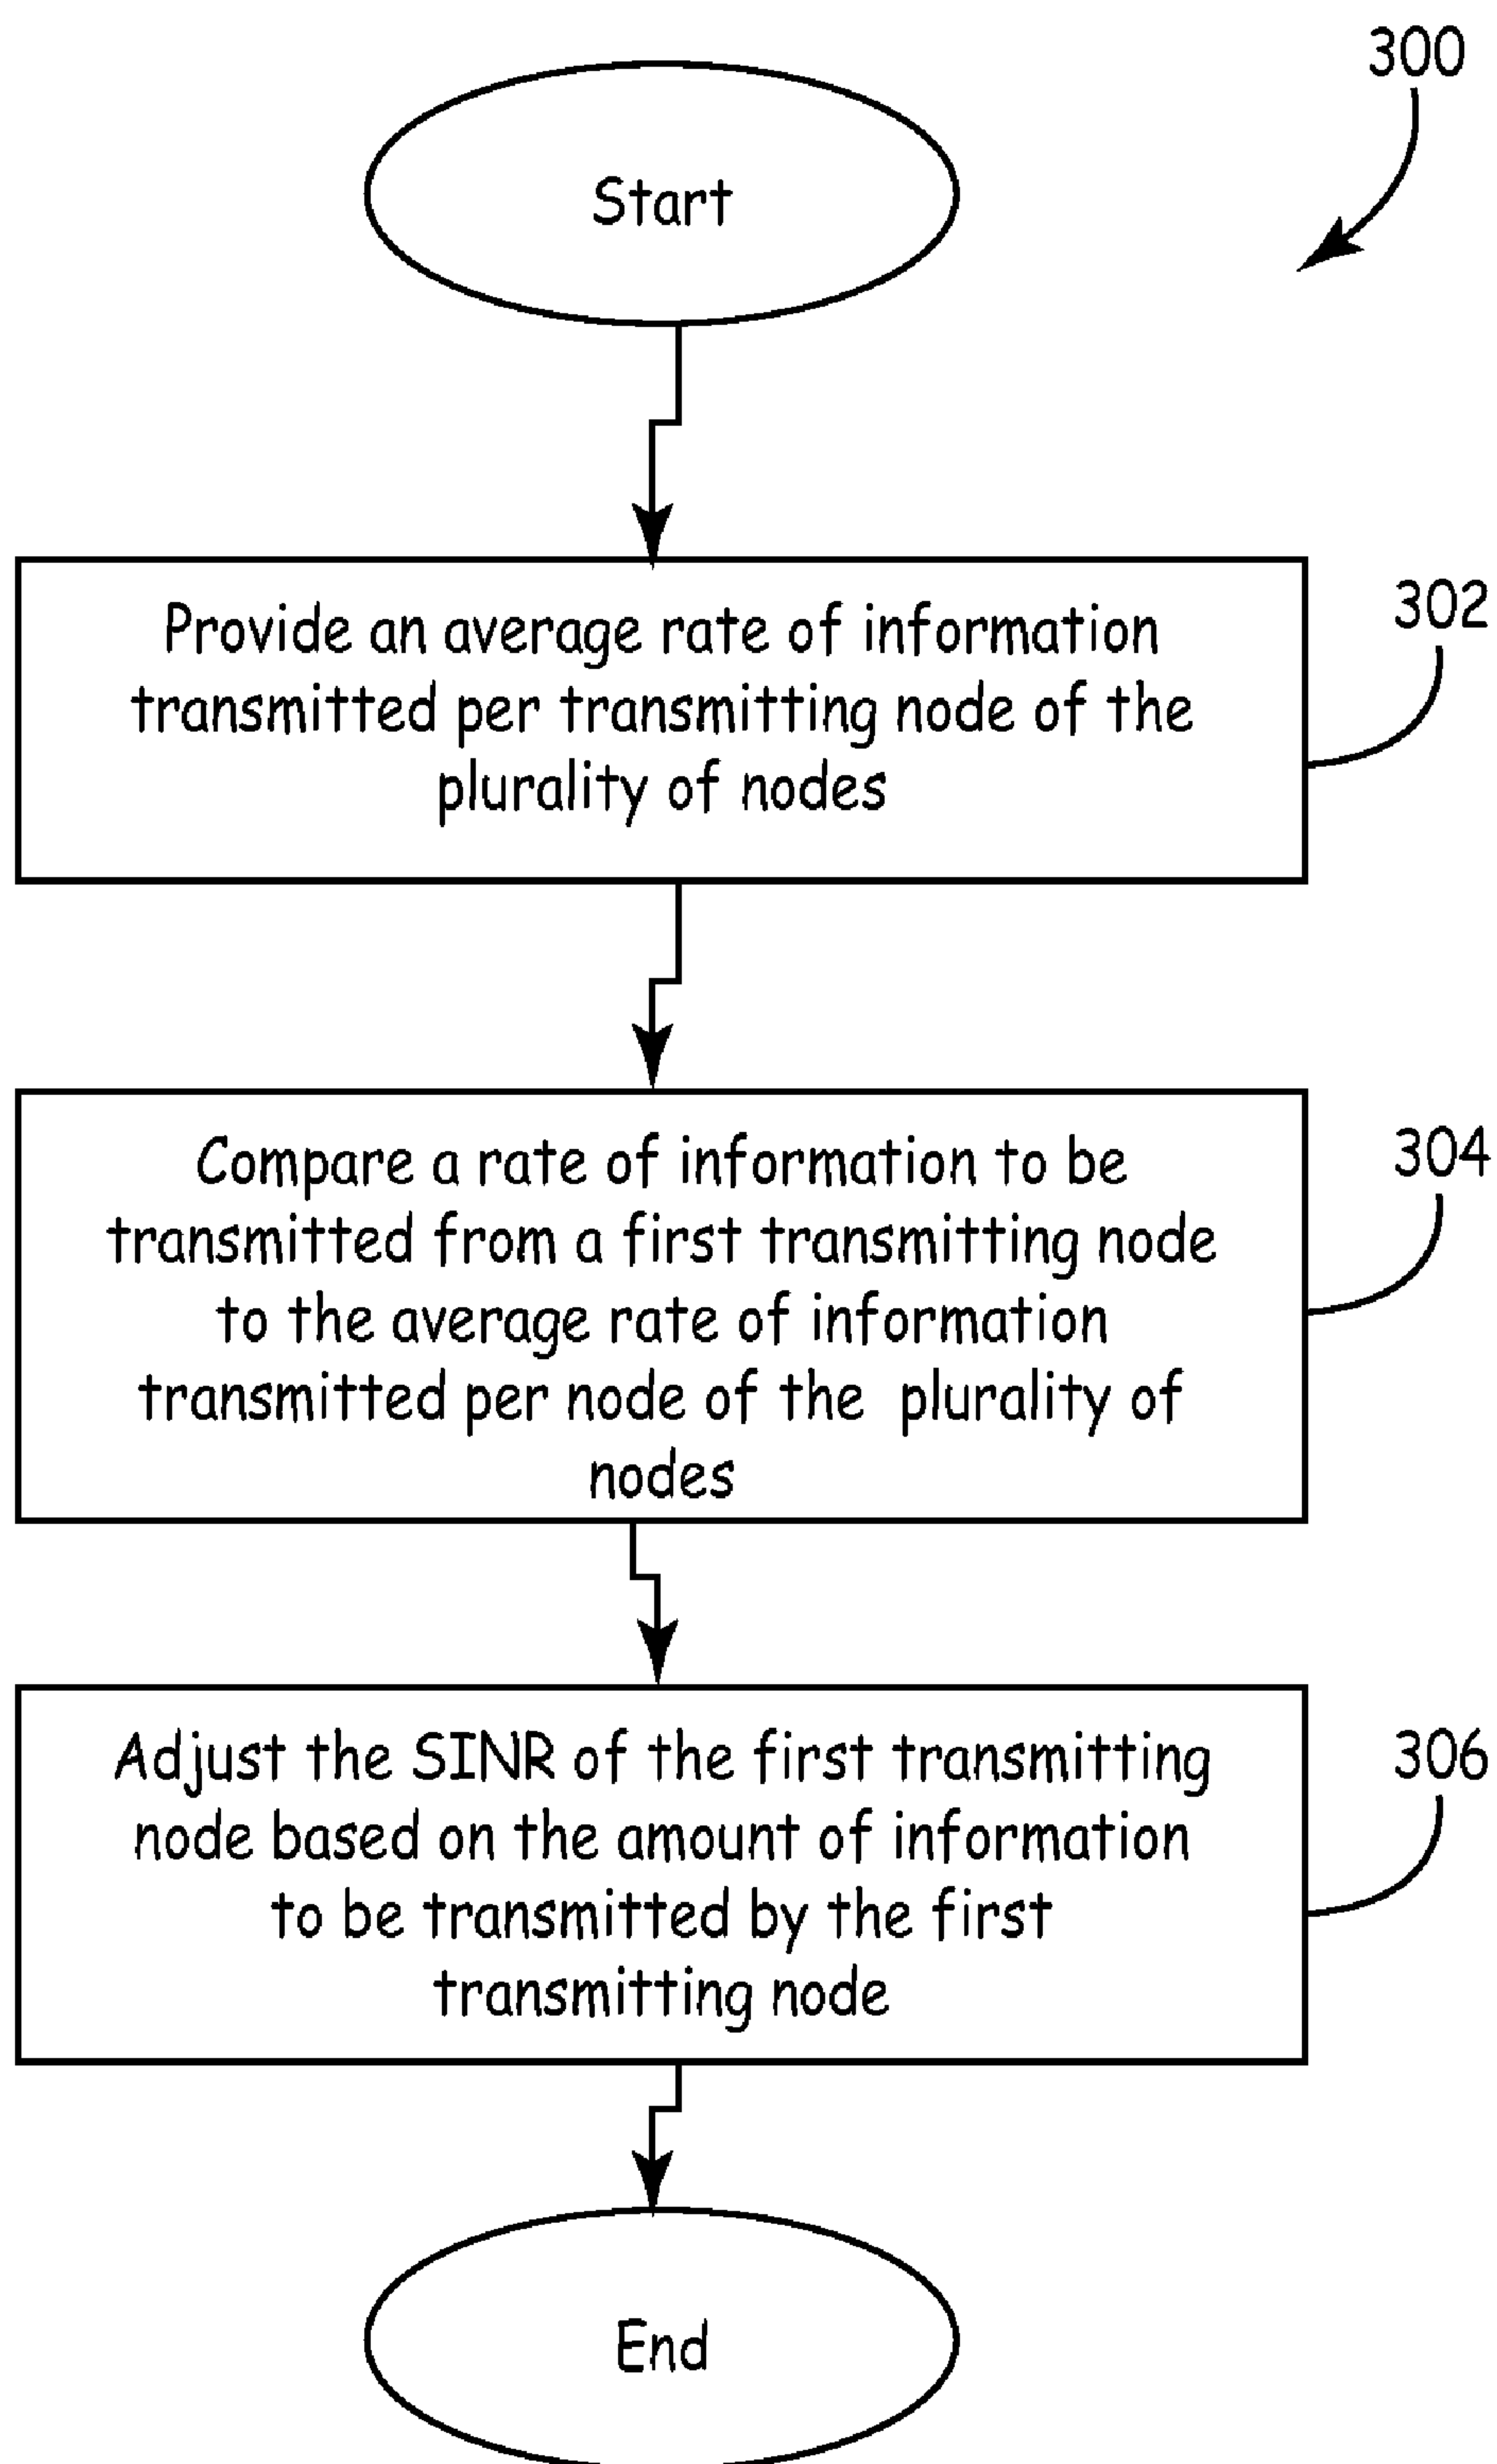 300
Start
Provide an average rate of information
transmitted per transmitting node of the
plurality of nodes
302
Compare a rate of information to be
transmitted from a first transmitting node
to the average rate of information
transmitted per node of the plurality of
nodes
304
Adjust the SINR of the first transmitting
node based on the amount of information
to be transmitted by the first
transmitting node
306
End